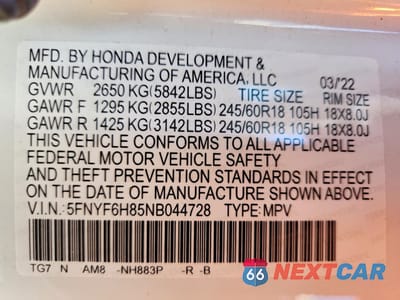 MFD. BY HONDA DEVELOPMENT &
MANUFACTURING OF AMERICA, LLC 03/'22
GVWR 2650 KG(5842LBS) TIRE SIZE RIM SIZE
GAWR F 1295 KG(2855LBS) 245/60R18 105H 18X8.0J
GAWR R 1425 KG(3142LBS) 245/60R18 105H 18X8.0J
THIS VEHICLE CONFORMS TO ALL APPLICABLE
FEDERAL MOTOR VEHICLE SAFETY
AND THEFT PREVENTION STANDARDS IN EFFECT
ON THE DATE OF MANUFACTURE SHOWN ABOVE.
V.I.N.: 5FNYF6H85NB044728 TYPE: MPV
TG7 N AM8 -NH883P -R -B
66 NEXTCAR